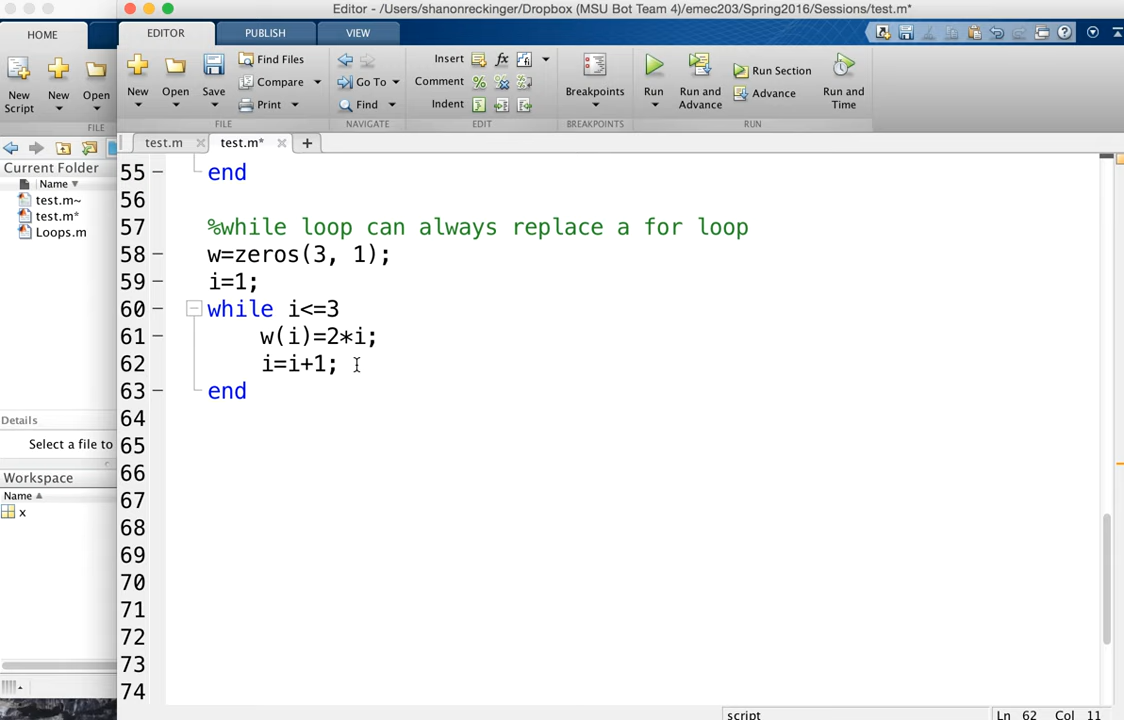 Editor - /Users/shanonreckinger/Dropbox (MSU Bot Team 4)/emec203/Spring2016/Sessions/test.m*
HOME
EDITOR
PUBLISH
VIEW
New Script
New
Open
FILE
New
Open
Save
Find Files
Compare
Print
FILE
Go To
Find
NAVIGATE
Insert
fx
Comment
%
Indent
EDIT
Breakpoints
BREAKPOINTS
Run
Run and Advance
Run Section
Advance
Run and Time
RUN
Current Folder
Name
test.m~
test.m*
Loops.m
Details
Select a file to
Workspace
Name
x
test.m
test.m*
55 end
56
57 %while loop can always replace a for loop
58 w=zeros(3, 1);
59 i=1;
60 while i<=3
61 w(i)=2*i;
62 i=i+1;
63 end
64
65
66
67
68
69
70
71
72
73
74
script
Ln 62 Col 11